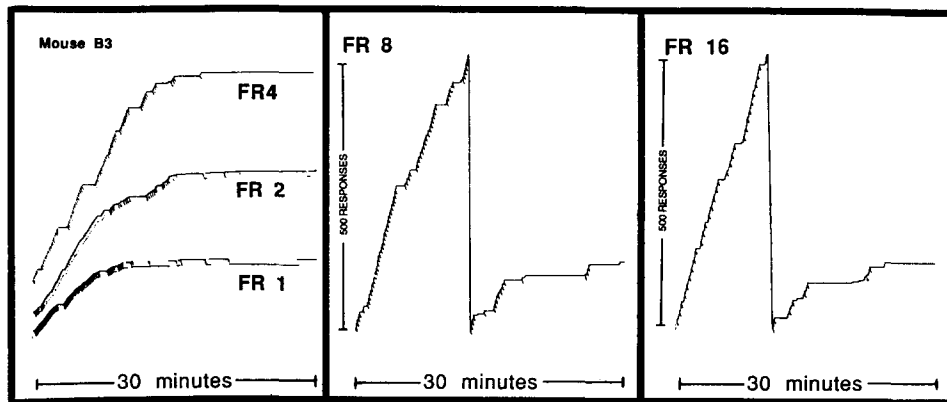 Mouse B3
FR4
FR 2
FR 1
30 minutes
FR 8
500 RESPONSES
30 minutes
FR 16
500 RESPONSES
30 minutes